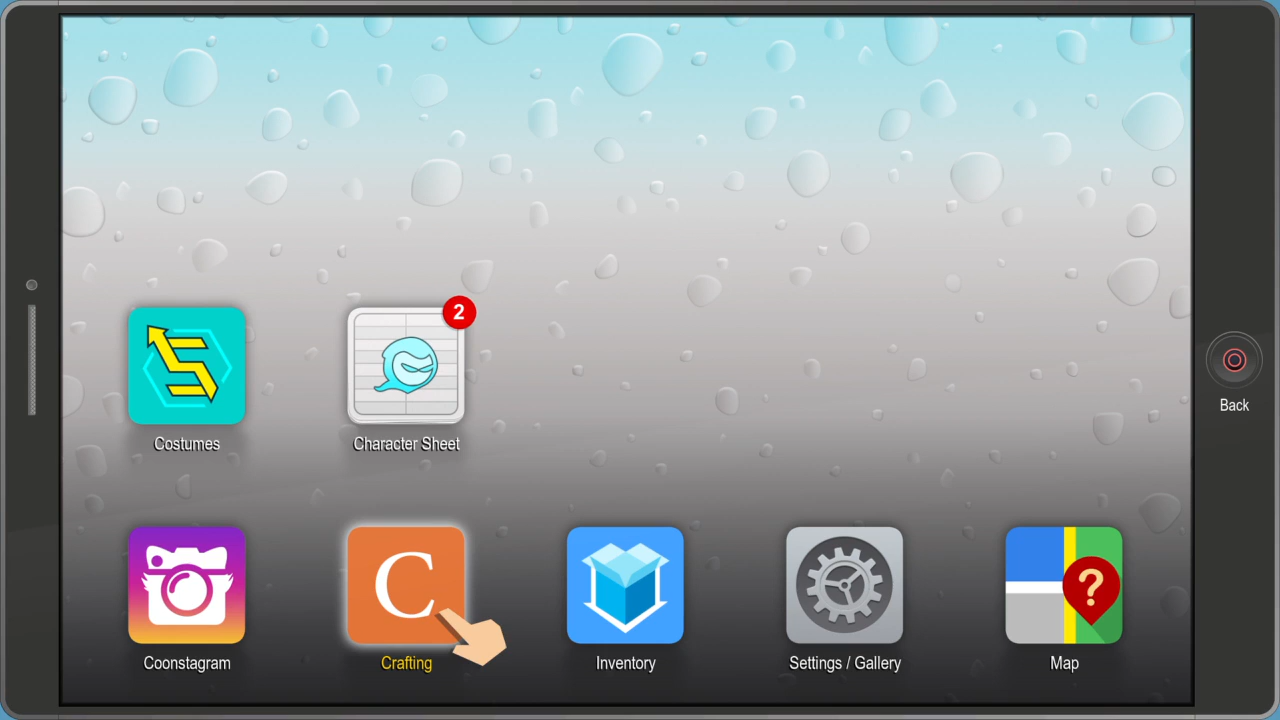 2
Costumes
Character Sheet
Back
C
?
Coonstagram
Crafting
Inventory
Settings / Gallery
Map